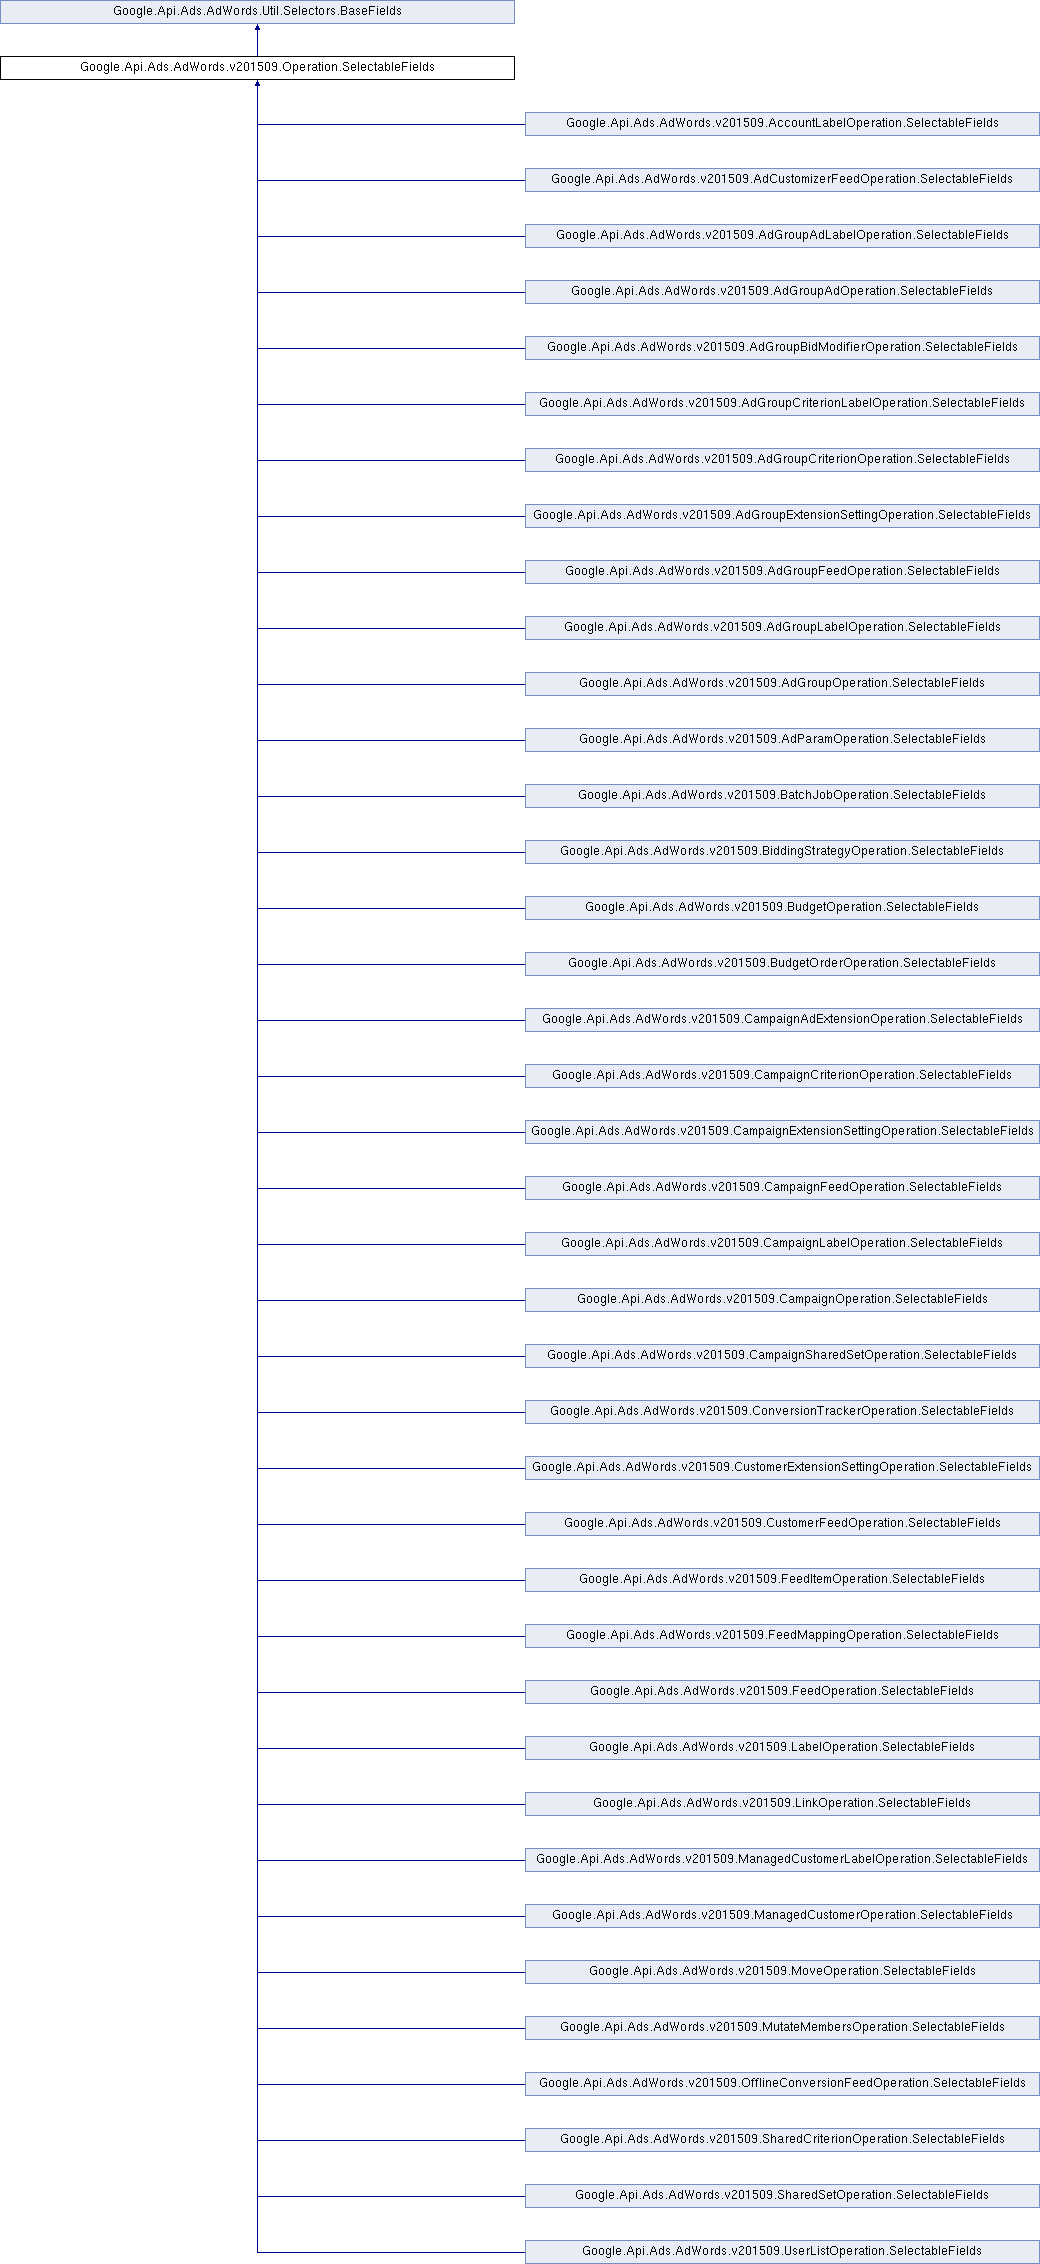 Google.Api.Ads.AdWords.Util.Selectors.BaseFields
Google.Api.Ads.AdWords.v201509.Operation.SelectableFields
Google.Api.Ads.AdWords.v201509.AccountLabelOperation.SelectableFields
Google.Api.Ads.AdWords.v201509.AdCustomizerFeedOperation.SelectableFields
Google.Api.Ads.AdWords.v201509.AdGroupAdLabelOperation.SelectableFields
Google.Api.Ads.AdWords.v201509.AdGroupAdOperation.SelectableFields
Google.Api.Ads.AdWords.v201509.AdGroupBidModifierOperation.SelectableFields
Google.Api.Ads.AdWords.v201509.AdGroupCriterionLabelOperation.SelectableFields
Google.Api.Ads.AdWords.v201509.AdGroupCriterionOperation.SelectableFields
Google.Api.Ads.AdWords.v201509.AdGroupExtensionSettingOperation.SelectableFields
Google.Api.Ads.AdWords.v201509.AdGroupFeedOperation.SelectableFields
Google.Api.Ads.AdWords.v201509.AdGroupLabelOperation.SelectableFields
Google.Api.Ads.AdWords.v201509.AdGroupOperation.SelectableFields
Google.Api.Ads.AdWords.v201509.AdParamOperation.SelectableFields
Google.Api.Ads.AdWords.v201509.BatchJobOperation.SelectableFields
Google.Api.Ads.AdWords.v201509.BiddingStrategyOperation.SelectableFields
Google.Api.Ads.AdWords.v201509.BudgetOperation.SelectableFields
Google.Api.Ads.AdWords.v201509.BudgetOrderOperation.SelectableFields
Google.Api.Ads.AdWords.v201509.CampaignAdExtensionOperation.SelectableFields
Google.Api.Ads.AdWords.v201509.CampaignCriterionOperation.SelectableFields
Google.Api.Ads.AdWords.v201509.CampaignExtensionSettingOperation.SelectableFields
Google.Api.Ads.AdWords.v201509.CampaignFeedOperation.SelectableFields
Google.Api.Ads.AdWords.v201509.CampaignLabelOperation.SelectableFields
Google.Api.Ads.AdWords.v201509.CampaignOperation.SelectableFields
Google.Api.Ads.AdWords.v201509.CampaignSharedSetOperation.SelectableFields
Google.Api.Ads.AdWords.v201509.ConversionTrackerOperation.SelectableFields
Google.Api.Ads.AdWords.v201509.CustomerExtensionSettingOperation.SelectableFields
Google.Api.Ads.AdWords.v201509.CustomerFeedOperation.SelectableFields
Google.Api.Ads.AdWords.v201509.FeedItemOperation.SelectableFields
Google.Api.Ads.AdWords.v201509.FeedMappingOperation.SelectableFields
Google.Api.Ads.AdWords.v201509.FeedOperation.SelectableFields
Google.Api.Ads.AdWords.v201509.LabelOperation.SelectableFields
Google.Api.Ads.AdWords.v201509.LinkOperation.SelectableFields
Google.Api.Ads.AdWords.v201509.ManagedCustomerLabelOperation.SelectableFields
Google.Api.Ads.AdWords.v201509.ManagedCustomerOperation.SelectableFields
Google.Api.Ads.AdWords.v201509.MoveOperation.SelectableFields
Google.Api.Ads.AdWords.v201509.MutateMembersOperation.SelectableFields
Google.Api.Ads.AdWords.v201509.OfflineConversionFeedOperation.SelectableFields
Google.Api.Ads.AdWords.v201509.SharedCriterionOperation.SelectableFields
Google.Api.Ads.AdWords.v201509.SharedSetOperation.SelectableFields
Google.Api.Ads.AdWords.v201509.UserListOperation.SelectableFields